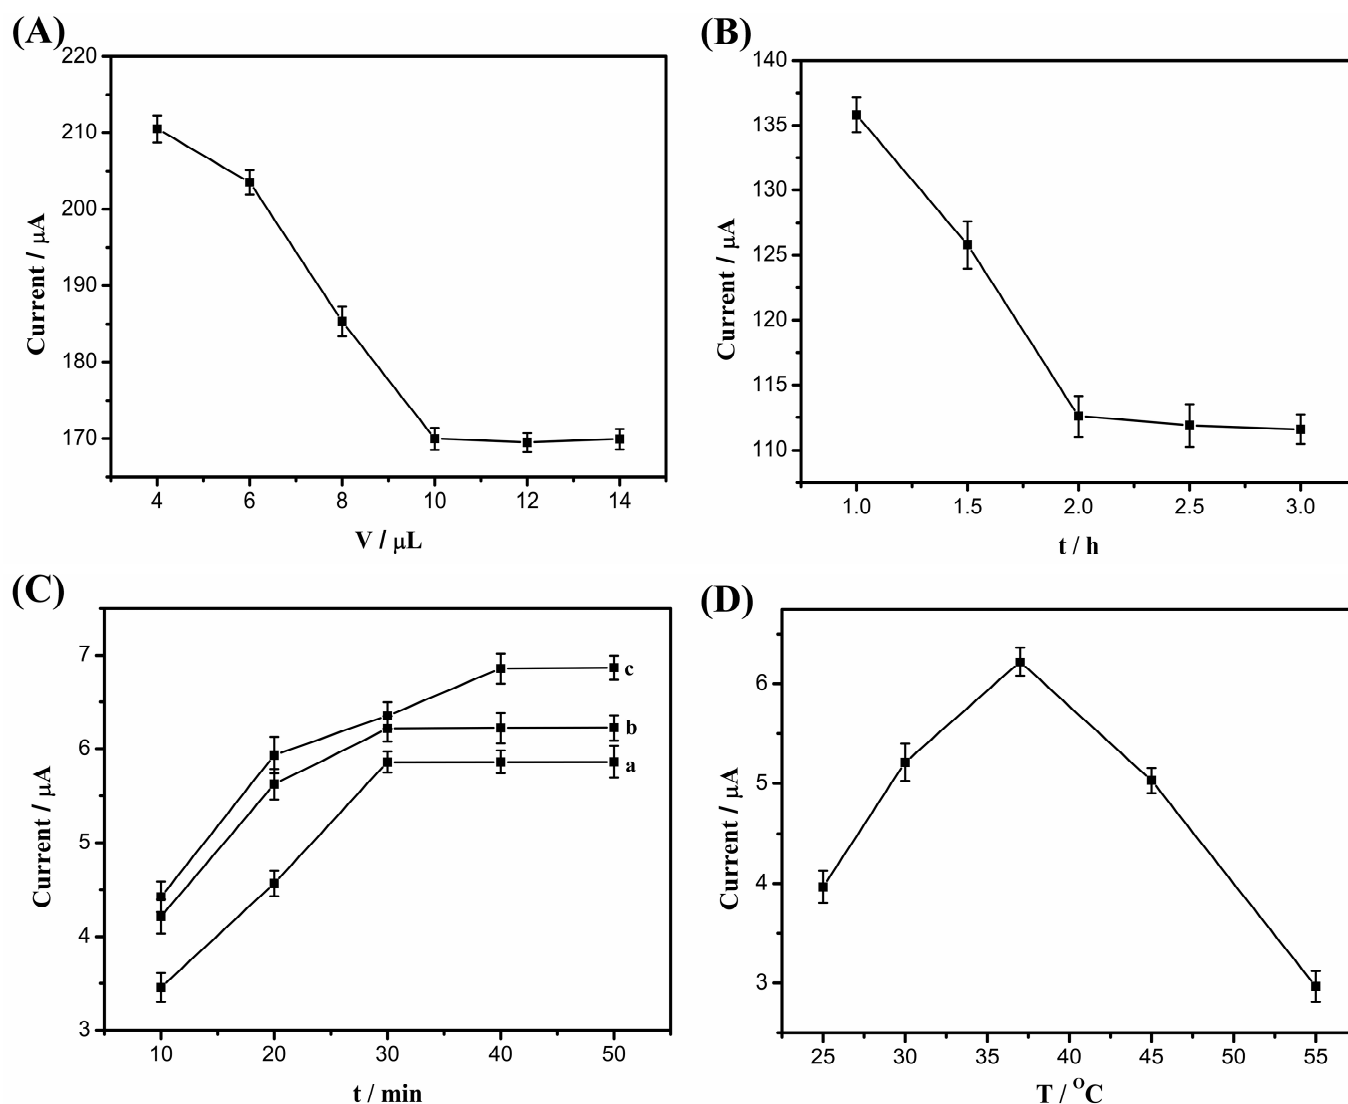 (A)
220
210
200
190
180
170
Current / μA
4 6 8 10 12 14
V / μL
(B)
140
135
130
125
120
115
110
Current / μA
1.0 1.5 2.0 2.5 3.0
t / h
(C)
7
6
5
4
3
Current / μA
c
b
a
10 20 30 40 50
t / min
(D)
6
5
4
3
Current / μA
25 30 35 40 45 50 55
T / ᴼC